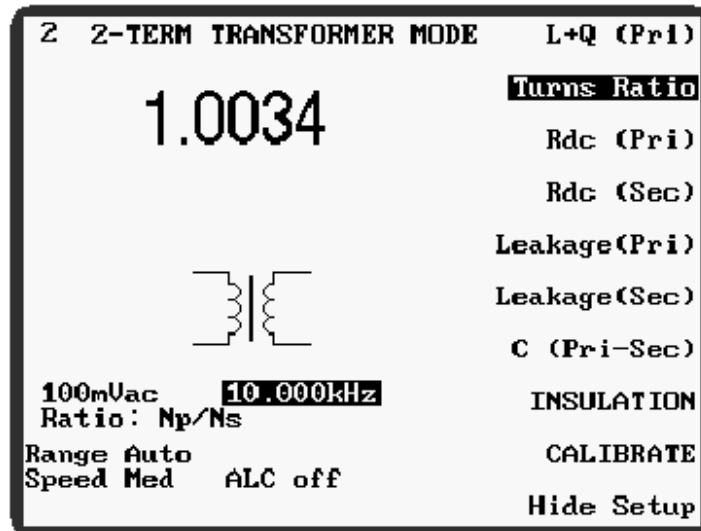 2 2-TERM TRANSFORMER MODE
L+Q (Pri)
1.0034
Turns Ratio
Rdc (Pri)
Rdc (Sec)
Leakage(Pri)
Leakage(Sec)
C (Pri-Sec)
100mVac 10.000kHz
Ratio: Np/Ns
INSULATION
Range Auto
CALIBRATE
Speed Med ALC off
Hide Setup